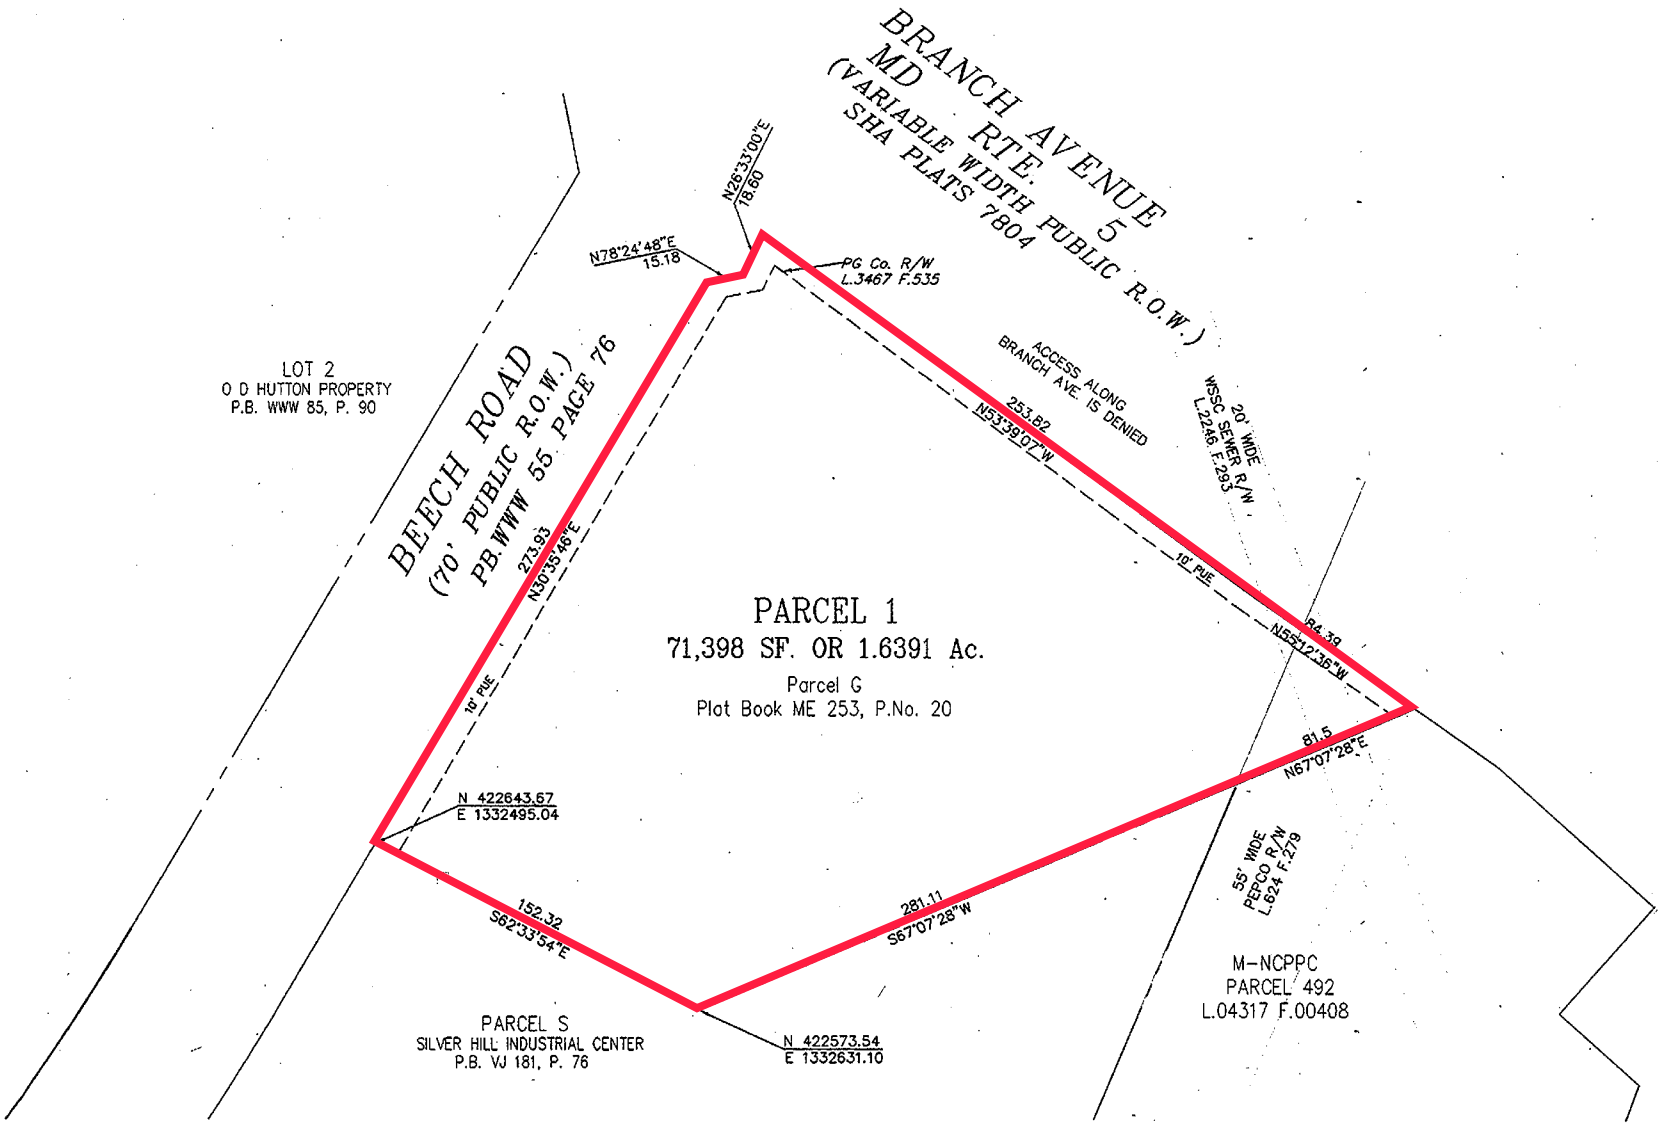 BRANCH AVENUE
MD RTE. 5
(VARIABLE WIDTH PUBLIC R.O.W.)
SHA PLATS 7804
N26°33'00"E
18.60
N78°24'48"E
15.18
PG Co. R/W
L.3467 F.535
ACCESS ALONG
BRANCH AVE. IS DENIED
253.82
N53°39'07"W
20' WIDE
WSSC SEWER R/W
L.2246 F.293
LOT 2
O D HUTTON PROPERTY
P.B. WWW 85, P. 90
BEECH ROAD
(70' PUBLIC R.O.W.)
PB.WWW 55 PAGE 76
273.93
N30°35'46"E
10' PUE
10' PUE
PARCEL 1
71,398 SF. OR 1.6391 Ac.
Parcel G
Plat Book ME 253, P.No. 20
84.39
N55°12'36"W
81.5
N67°07'28"E
N 422643.67
E 1332495.04
152.32
S62°33'54"E
281.11
S67°07'28"W
55' WIDE
PEPCO R/W
L.624 F.279
M-NCPPC
PARCEL 492
L.04317 F.00408
PARCEL S
SILVER HILL INDUSTRIAL CENTER
P.B. VJ 181, P. 76
N 422573.54
E 1332631.10